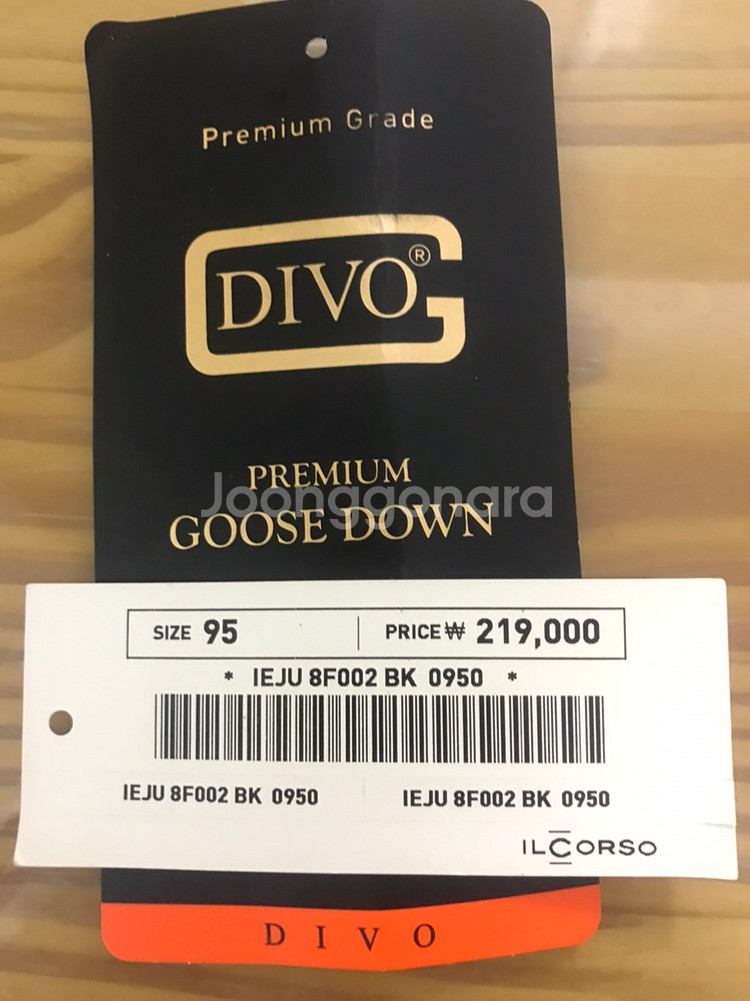 Premium Grade
DIVO®
G
PREMIUM
Joonggonara
GOOSE DOWN
SIZE 95 PRICE ₩ 219,000
* IEJU 8F002 BK 0950 *
IEJU 8F002 BK 0950 IEJU 8F002 BK 0950
ILCORSO
DIVO